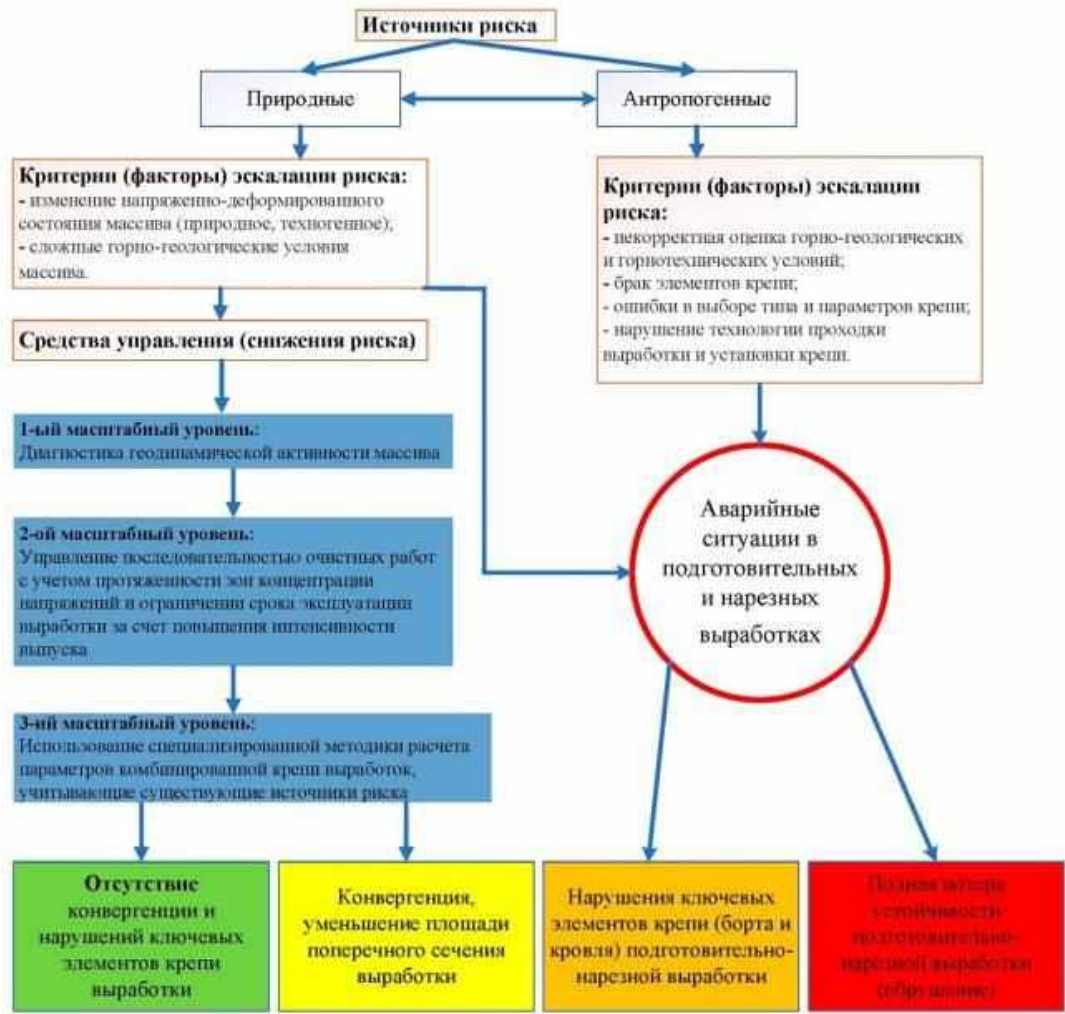 Источники риска
Природные
Антропогенные
Критерии (факторы) эскалации риска:
- изменение напряженно-деформированного
состояния массива (природное, техногенное);
- сложные горно-геологические условия
массива.
Критерии (факторы) эскалации
риска:
- некорректная оценка горно-геологических
и горнотехнических условий;
- брак элементов крепи;
- ошибки в выборе типа и параметров крепи;
- нарушение технологии проходки
выработки и установки крепи.
Средства управления (снижения риска)
1-ый масштабный уровень:
Диагностика геодинамической активности массива
2-ой масштабный уровень:
Управление последовательностью очистных работ
с учетом протяженности зон концентрации
напряжений и ограничении срока эксплуатации
выработки за счет повышения интенсивности
выпуска
3-ий масштабный уровень:
Использование специализированной методики расчета
параметров комбинированной крепи выработок,
учитывающие существующие источники риска
Аварийные
ситуации в
подготовительных
и нарезных
выработках
Отсутствие
конвергенции и
нарушений ключевых
элементов крепи
выработки
Конвергенция,
уменьшение площади
поперечного сечения
выработки
Нарушения ключевых
элементов крепи (борта и
кровля) подготовительно-
нарезной выработки
Полная потеря
устойчивости
подготовительно-
нарезной выработки
(обрушение)